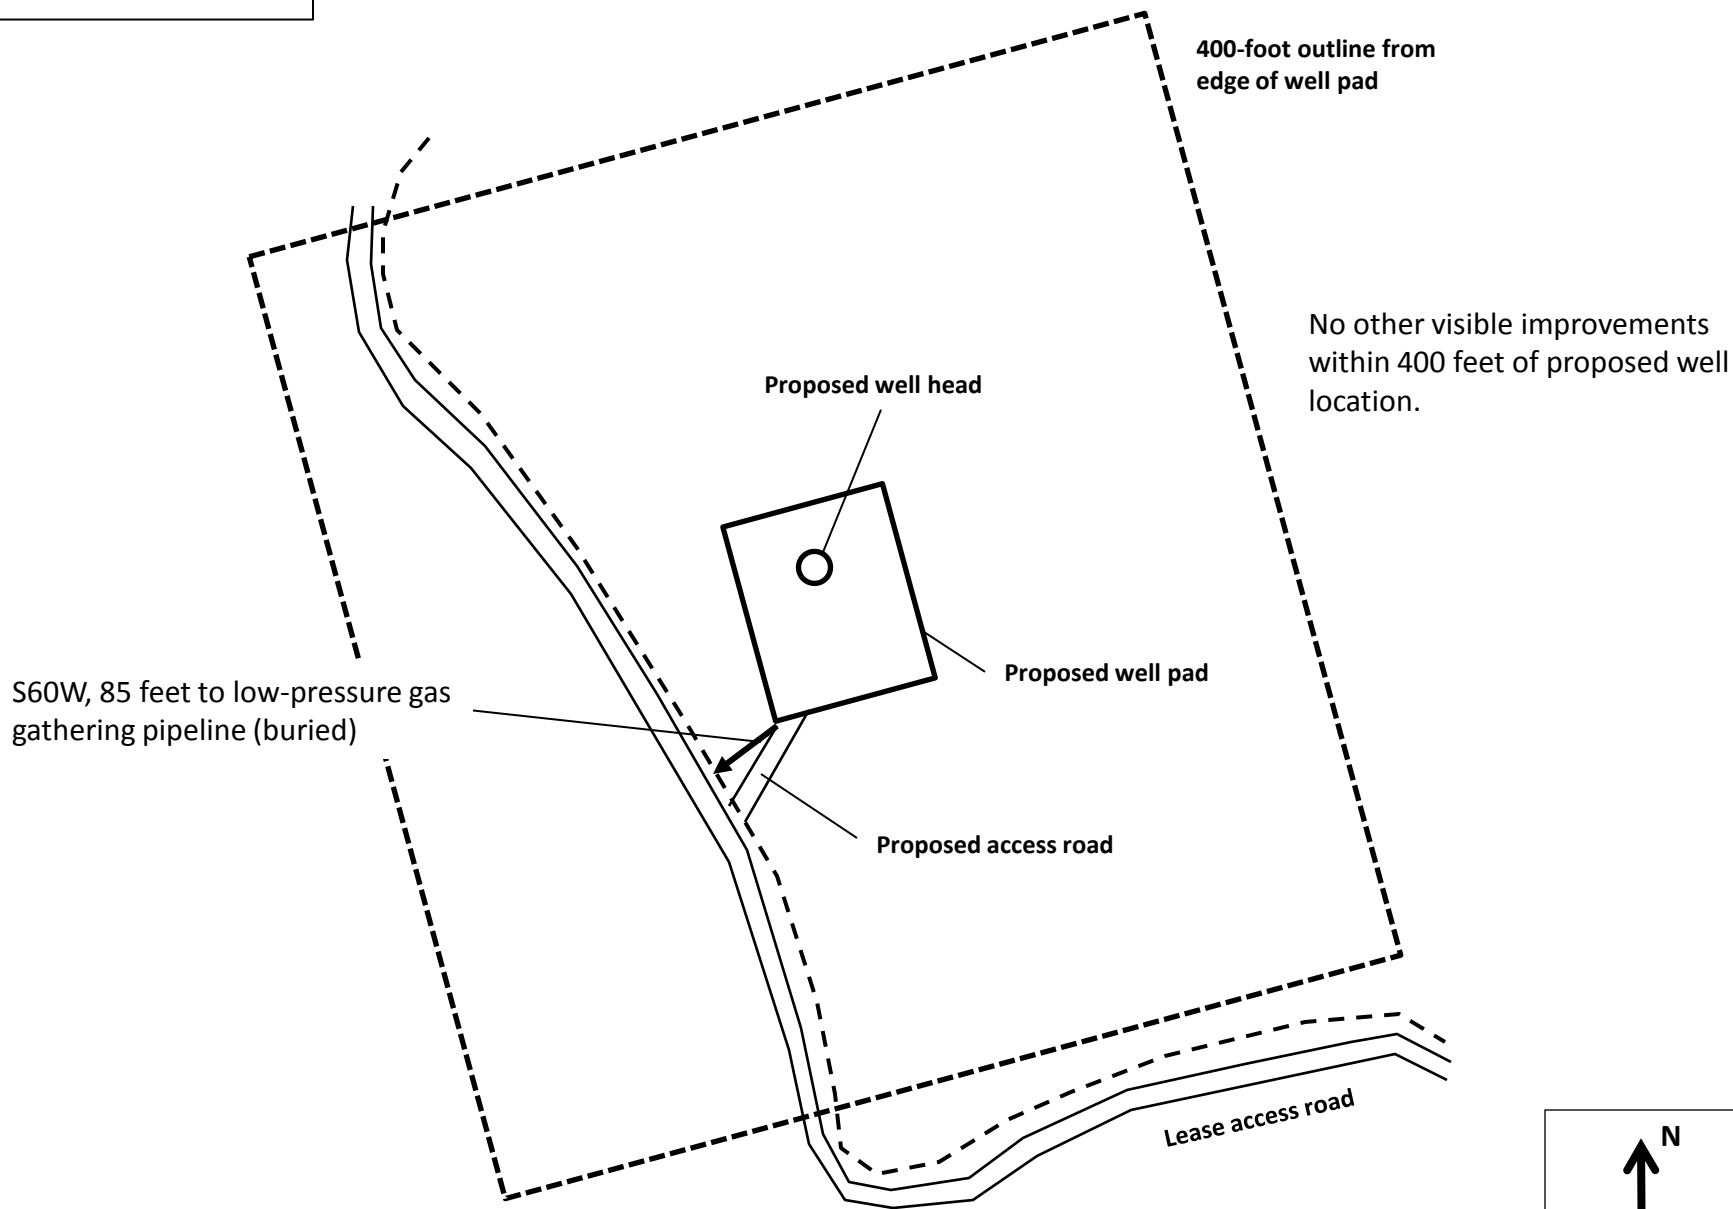 400-foot outline from
edge of well pad
No other visible improvements
within 400 feet of proposed well
location.
Proposed well head
Proposed well pad
S60W, 85 feet to low-pressure gas
gathering pipeline (buried)
Proposed access road
Lease access road
N